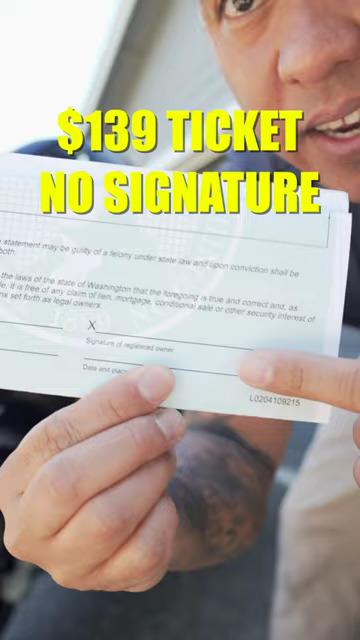 $139 TICKET
NO SIGNATURE
statement may be guilty of a felony under state law and upon conviction shall be
both.
the laws of the state of Washington that the foregoing is true and correct and, as
it is free of any claim of lien, mortgage, conditional sale or other security interest of
set forth as legal owners.
X
Signature of registered owner
Date and place
L0204109215